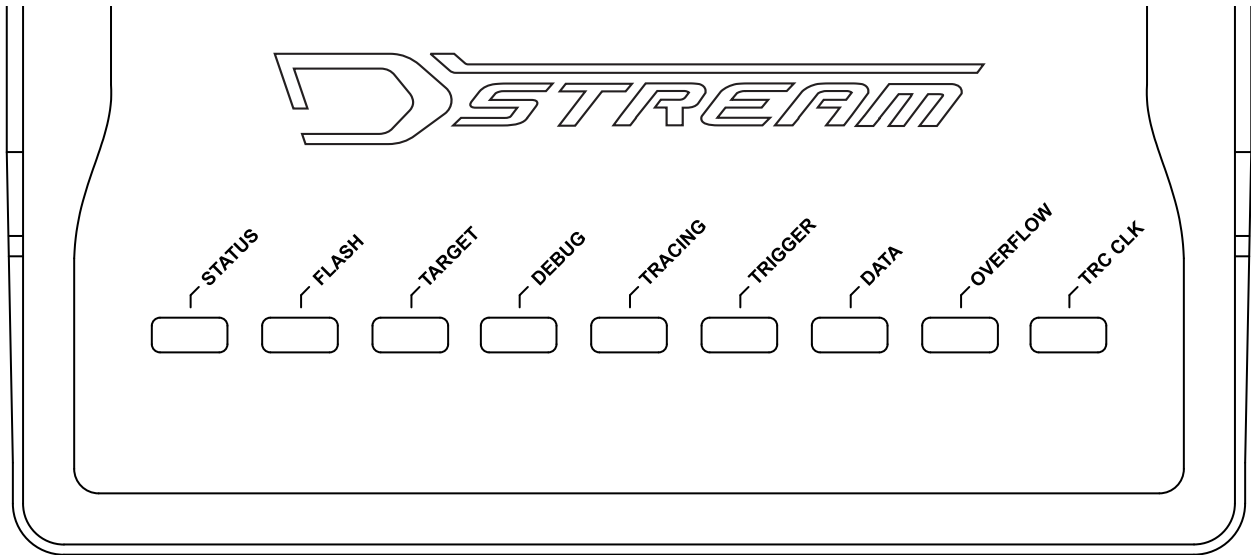 DSTREAM
STATUS
FLASH
TARGET
DEBUG
TRACING
TRIGGER
DATA
OVERFLOW
TRC CLK